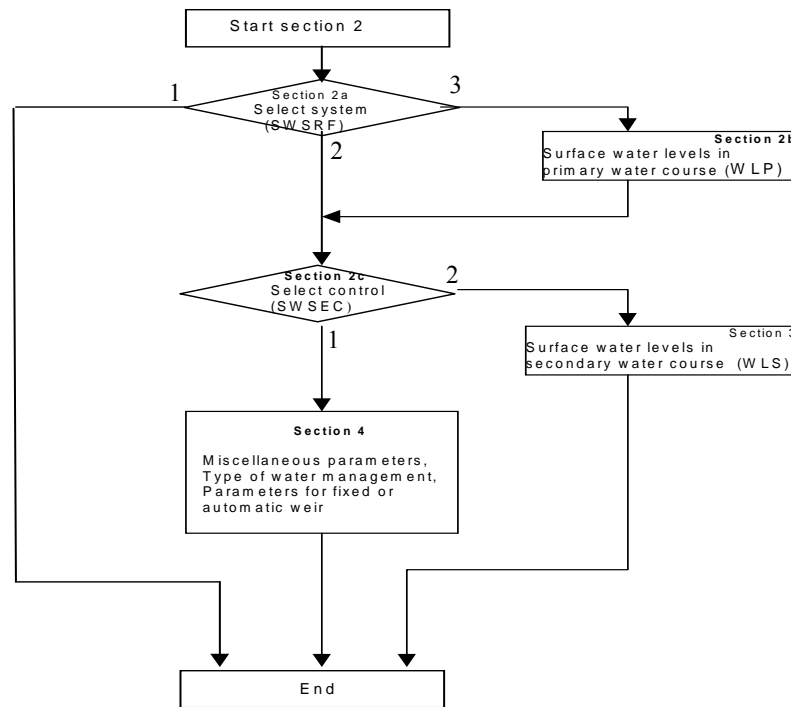 Start section 2
1
3
Section 2a
Select system
(SWSRF)
2
Section 2b
Surface water levels in
primary water course (WLP)
Section 2c
Select control
(SWSEC)
2
1
Section 3
Surface water levels in
secondary water course (WLS)
Section 4
Miscellaneous parameters,
Type of water management,
Parameters for fixed or
automatic weir
End